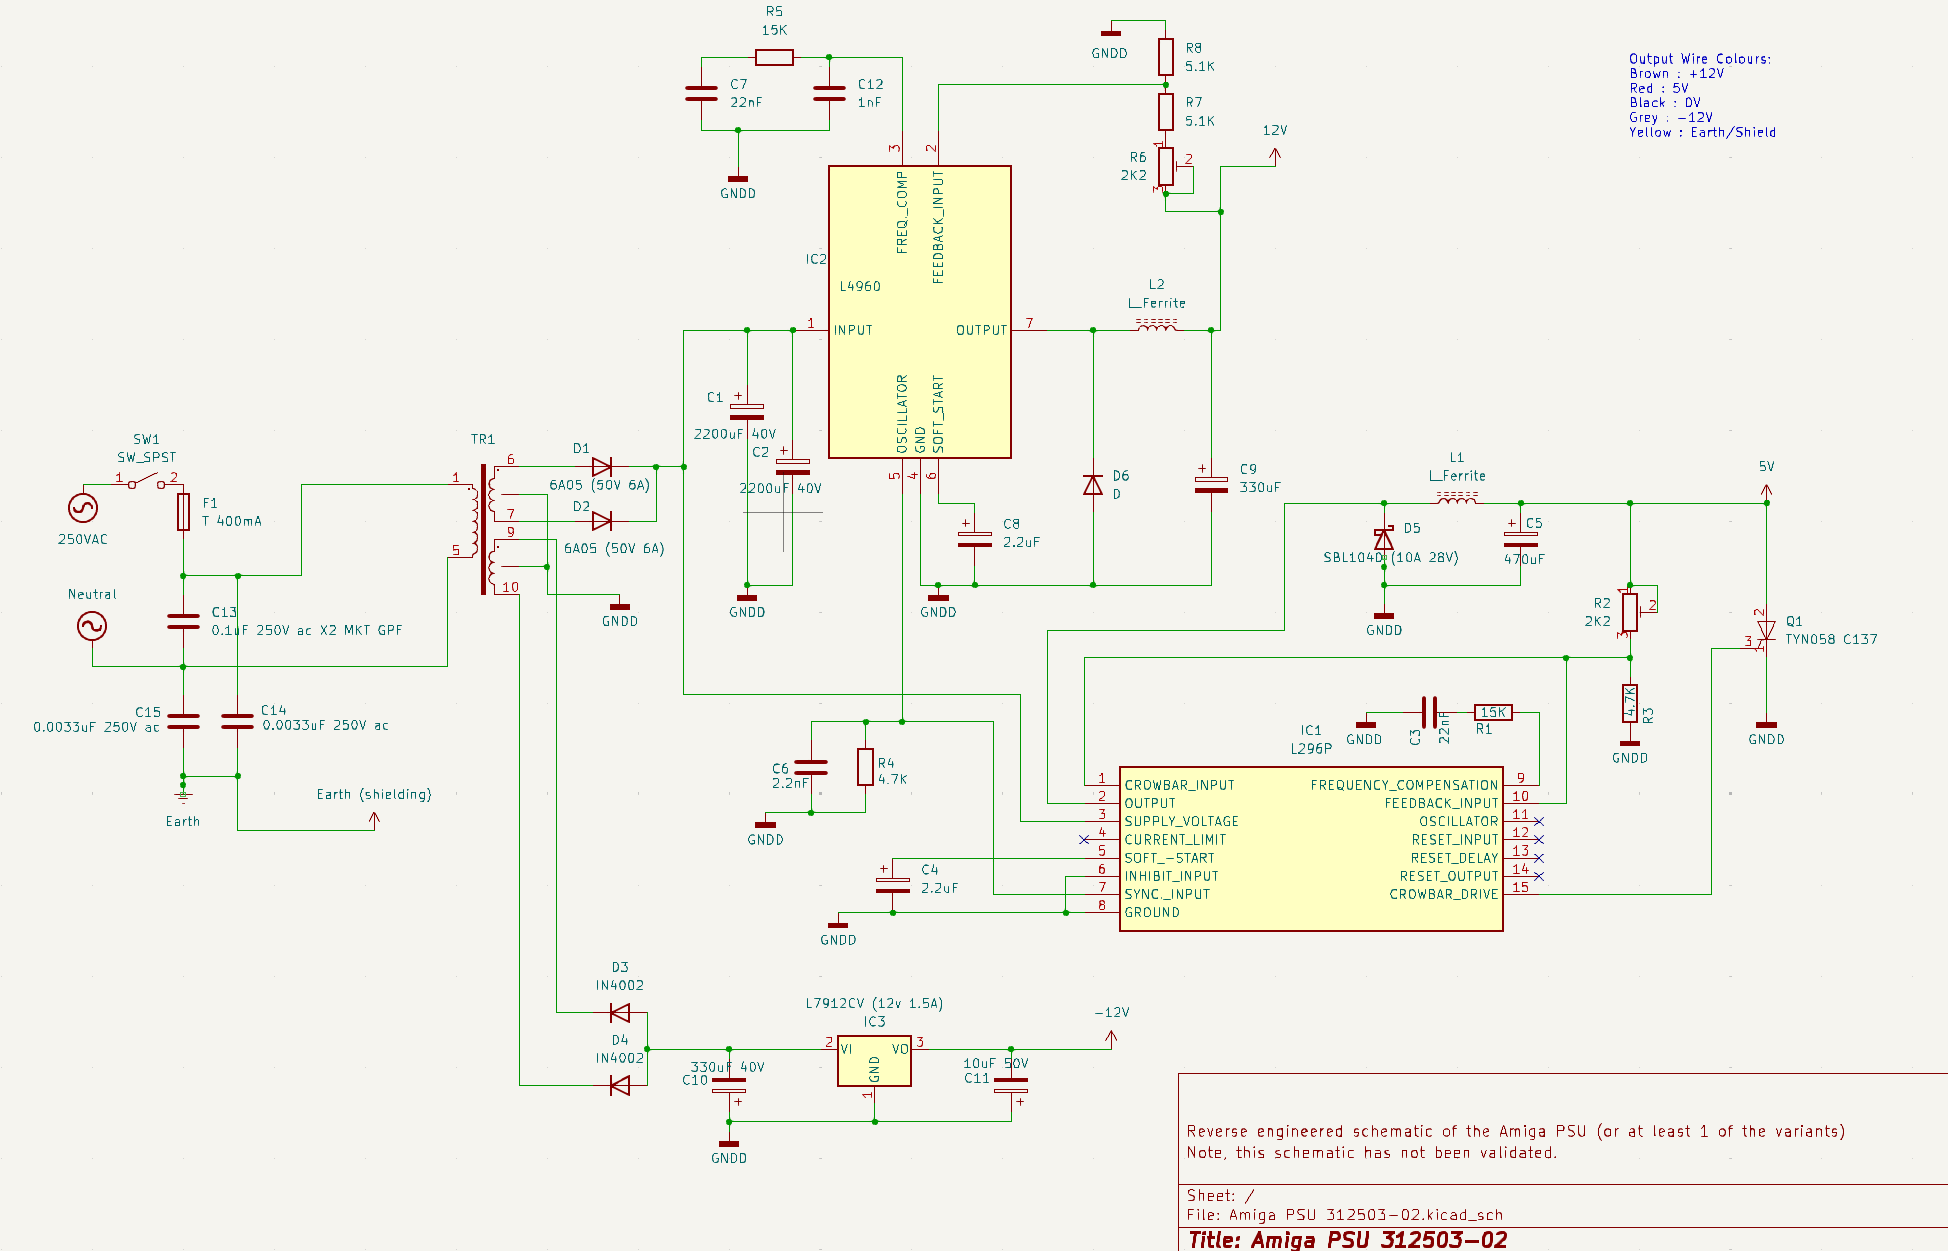 R5
15K
C7
22nF
C12
1nF
GNDD
GNDD
R8
5.1K
R7
5.1K
R6
2K2
1
2
3
12V
Output Wire Colours:
Brown : +12V
Red : 5V
Black : 0V
Grey : -12V
Yellow : Earth/Shield
3
2
FREQ._COMP
FEEDBACK_INPUT
IC2
L4960
1
INPUT
OUTPUT
7
OSCILLATOR
GND
SOFT_START
5
4
6
L2
L_Ferrite
C1
2200uF 40V
C2
2200uF 40V
GNDD
GNDD
C8
2.2uF
D6
D
C9
330uF
SW1
SW_SPST
1
2
250VAC
F1
T 400mA
Neutral
C13
0.1uF 250V ac X2 MKT GPF
C15
0.0033uF 250V ac
C14
0.0033uF 250V ac
Earth
Earth (shielding)
TR1
1
5
6
7
9
10
D1
6A05 (50V 6A)
D2
6A05 (50V 6A)
GNDD
L1
L_Ferrite
5V
D5
SBL1040 (10A 28V)
C5
470uF
GNDD
R2
2K2
1
2
3
Q1
TYN058 C137
2
3
1
4.7K
R3
GNDD
GNDD
GNDD
C3
22nF
15K
R1
C6
2.2nF
R4
4.7K
GNDD
IC1
L296P
1
CROWBAR_INPUT
2
OUTPUT
3
SUPPLY_VOLTAGE
4
CURRENT_LIMIT
5
SOFT_-START
6
INHIBIT_INPUT
7
SYNC._INPUT
8
GROUND
FREQUENCY_COMPENSATION
9
FEEDBACK_INPUT
10
OSCILLATOR
11
RESET_INPUT
12
RESET_DELAY
13
RESET_OUTPUT
14
CROWBAR_DRIVE
15
C4
2.2uF
GNDD
D3
IN4002
D4
IN4002
L7912CV (12v 1.5A)
IC3
2
VI
VO
3
GND
1
330uF 40V
C10
10uF 50V
C11
-12V
GNDD
Reverse engineered schematic of the Amiga PSU (or at least 1 of the variants)
Note, this schematic has not been validated.
Sheet: /
File: Amiga PSU 312503-02.kicad_sch
Title: Amiga PSU 312503-02